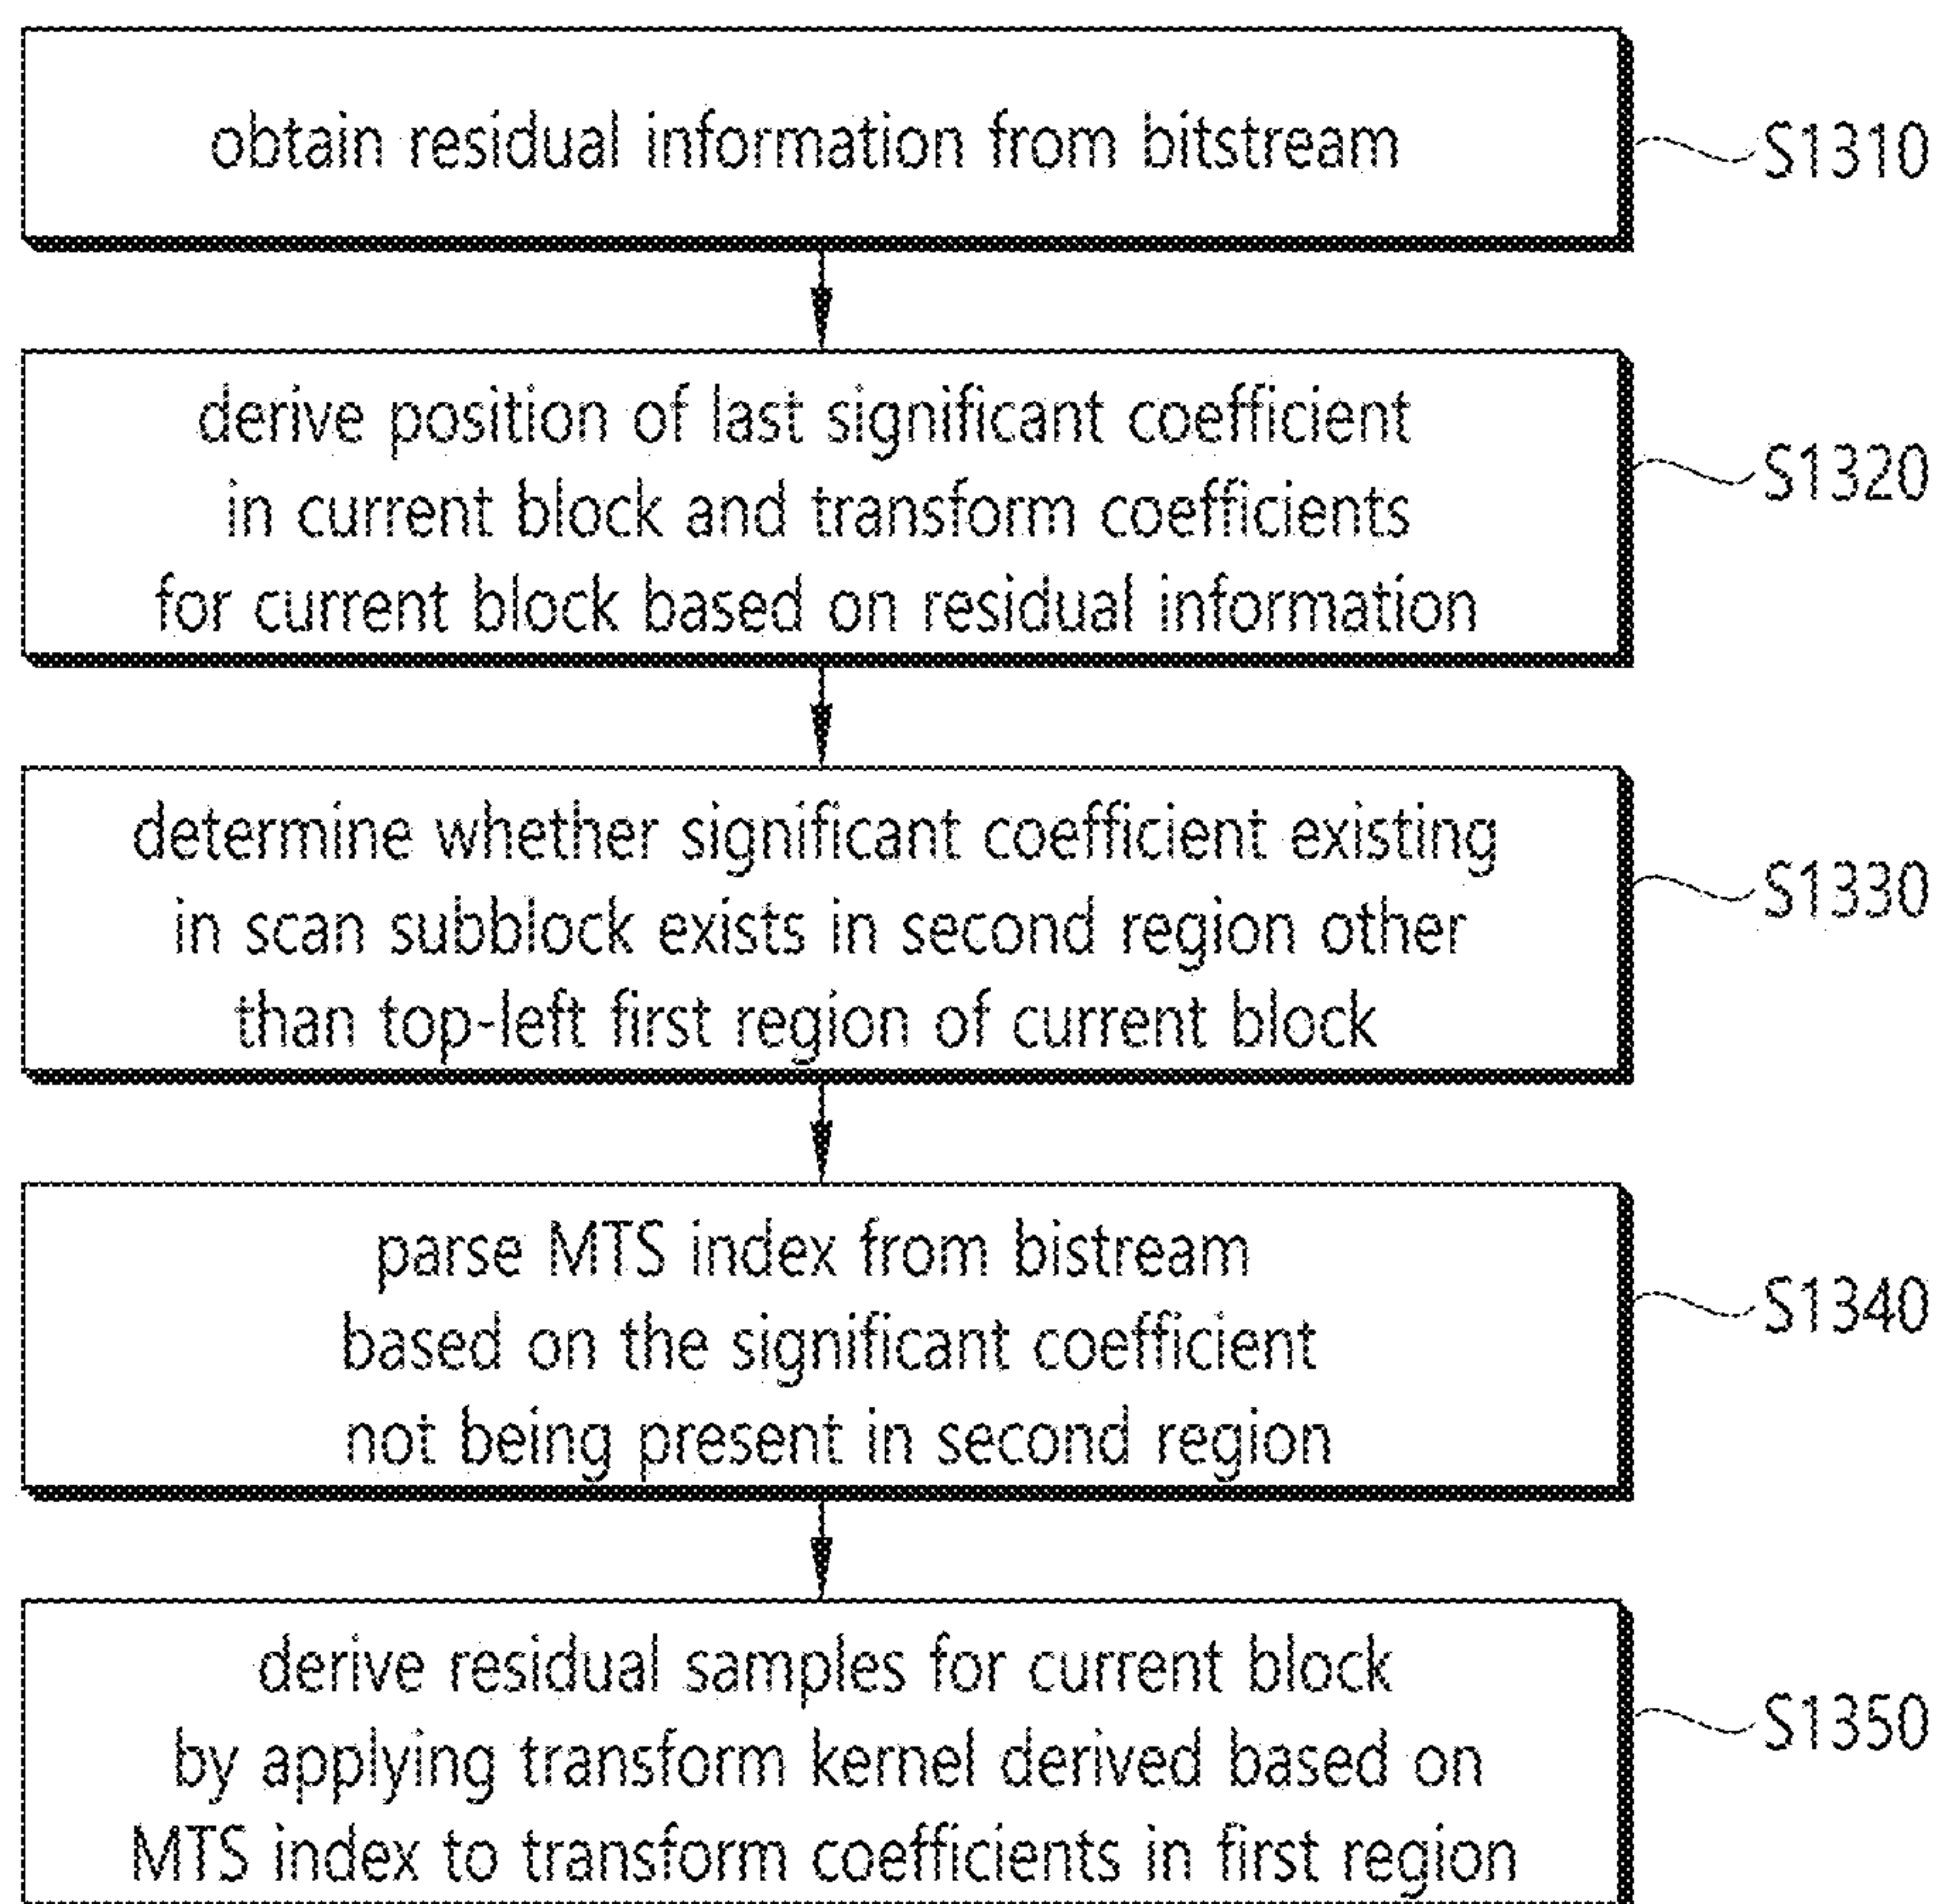 obtain residual information from bitstream
S1310
derive position of last significant coefficient
in current block and transform coefficients
for current block based on residual information
S1320
determine whether significant coefficient existing
in scan subblock exists in second region other
than top-left first region of current block
S1330
parse MTS index from bistream
based on the significant coefficient
not being present in second region
S1340
derive residual samples for current block
by applying transform kernel derived based on
MTS index to transform coefficients in first region
S1350